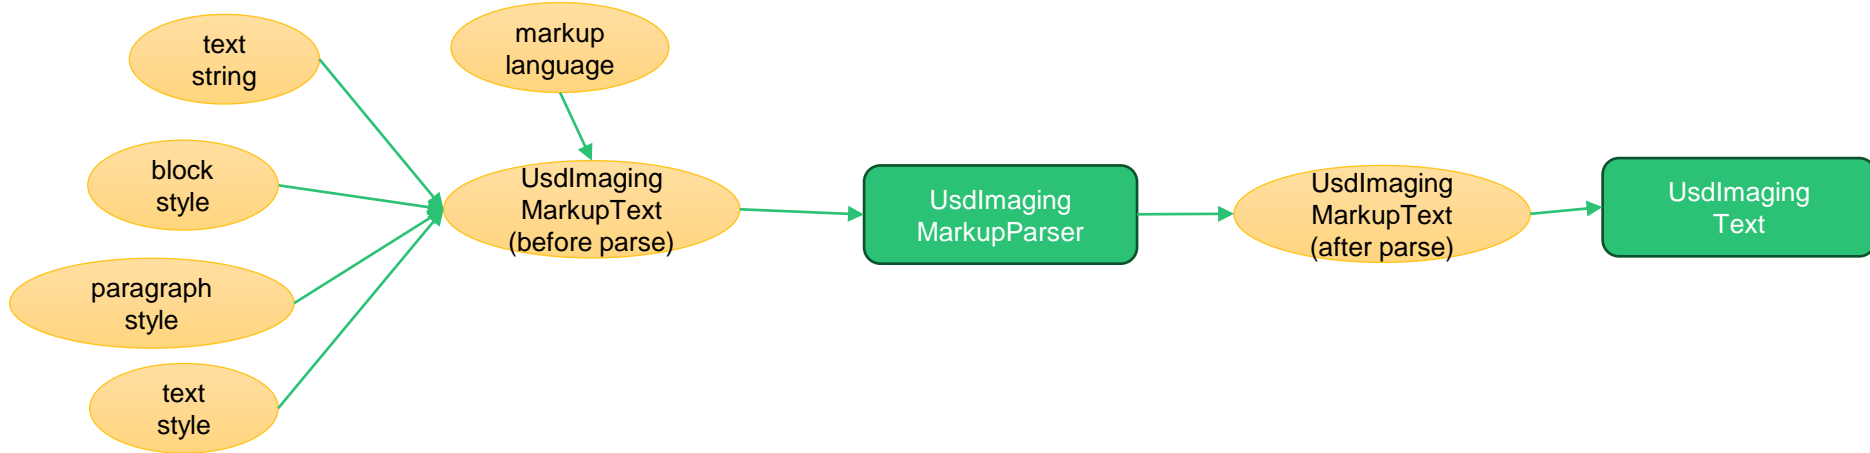 text
string
markup
language
block
style
UsdImaging
MarkupText
(before parse)
UsdImaging
MarkupParser
UsdImaging
MarkupText
(after parse)
UsdImaging
Text
paragraph
style
text
style